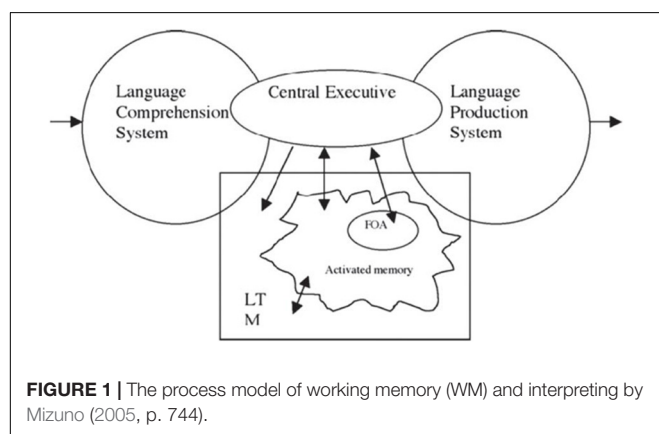 Language
Comprehension
System
Central Executive
Language
Production
System
FOA
Activated memory
LT
M
FIGURE 1 | The process model of working memory (WM) and interpreting by
Mizuno (2005, p. 744).